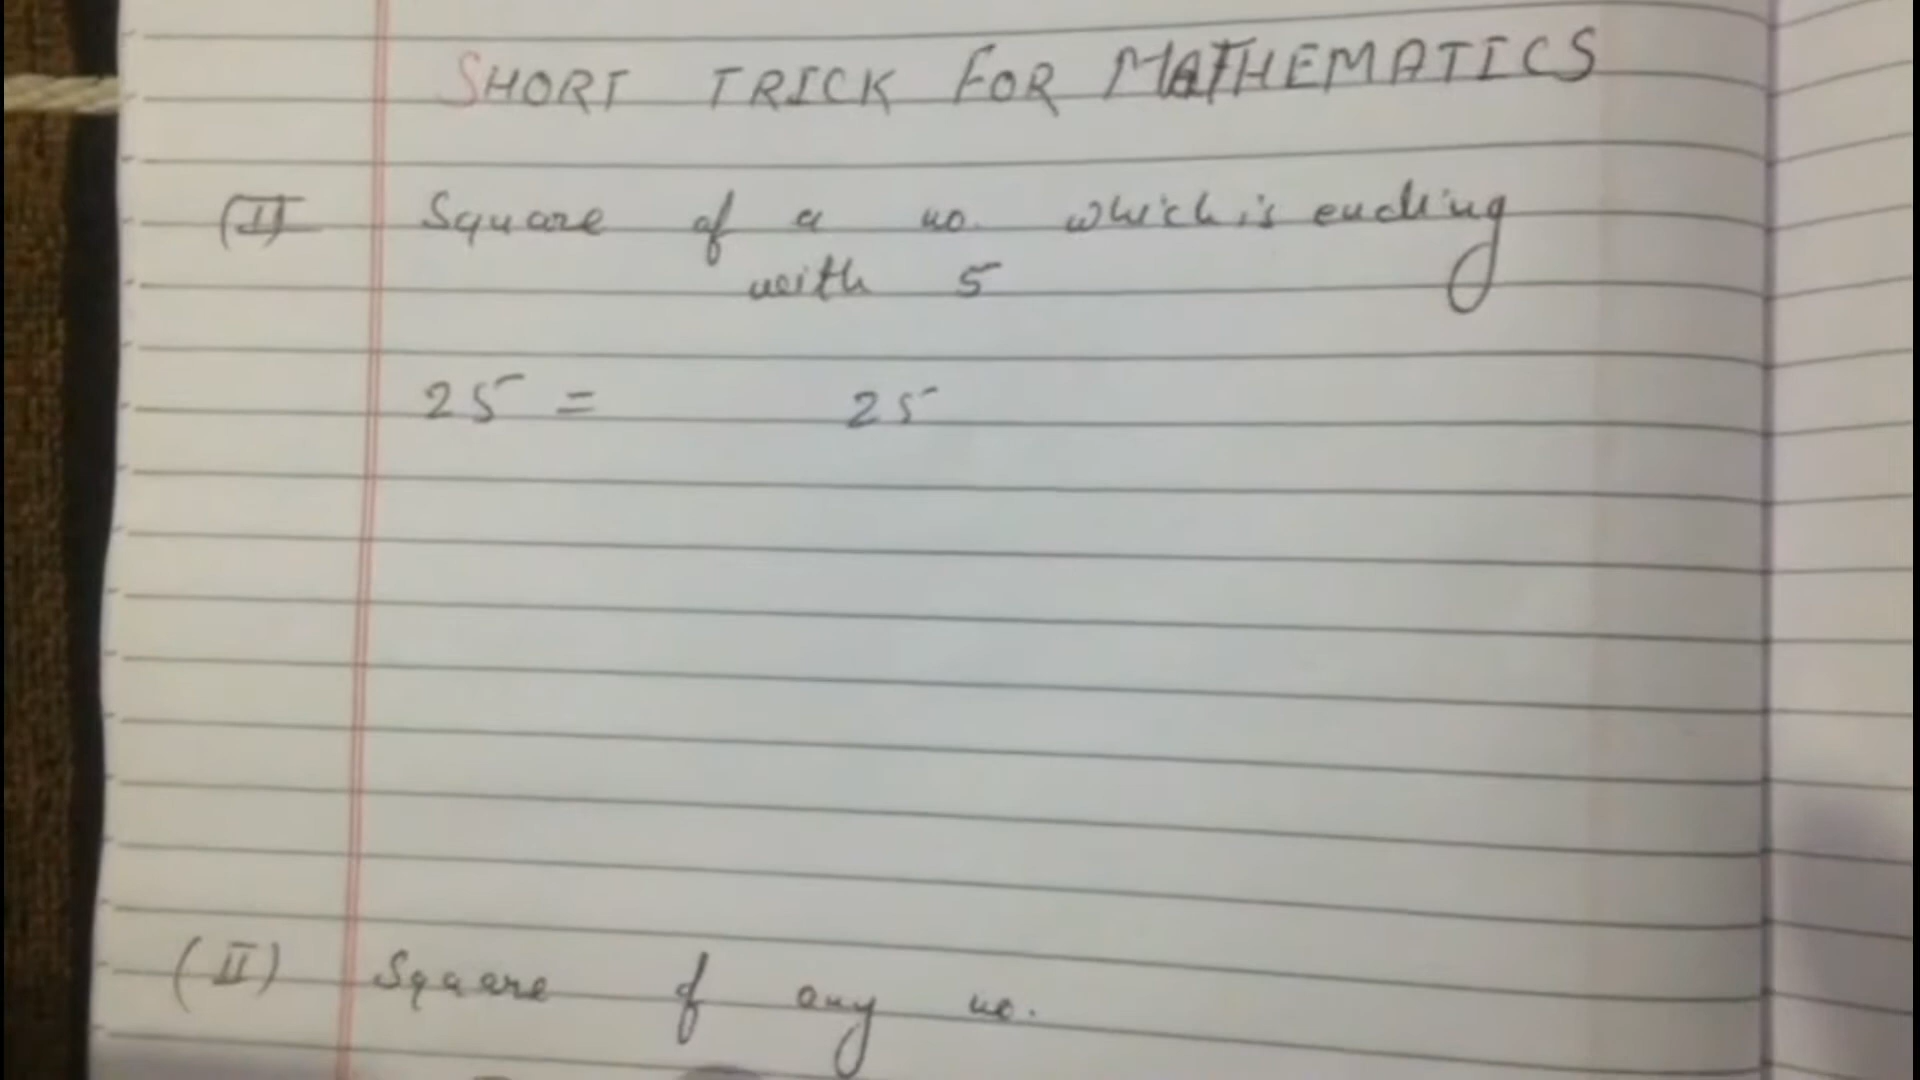 SHORT TRICK FOR MATHEMATICS
(I) Square of a no. which is ending
with 5
25 = 25
(II) Square of any no.